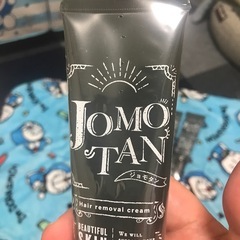 JOMO
TAN
ジョモタン
Hair removal cream
BEAUTIFUL
SKIN
We WILL